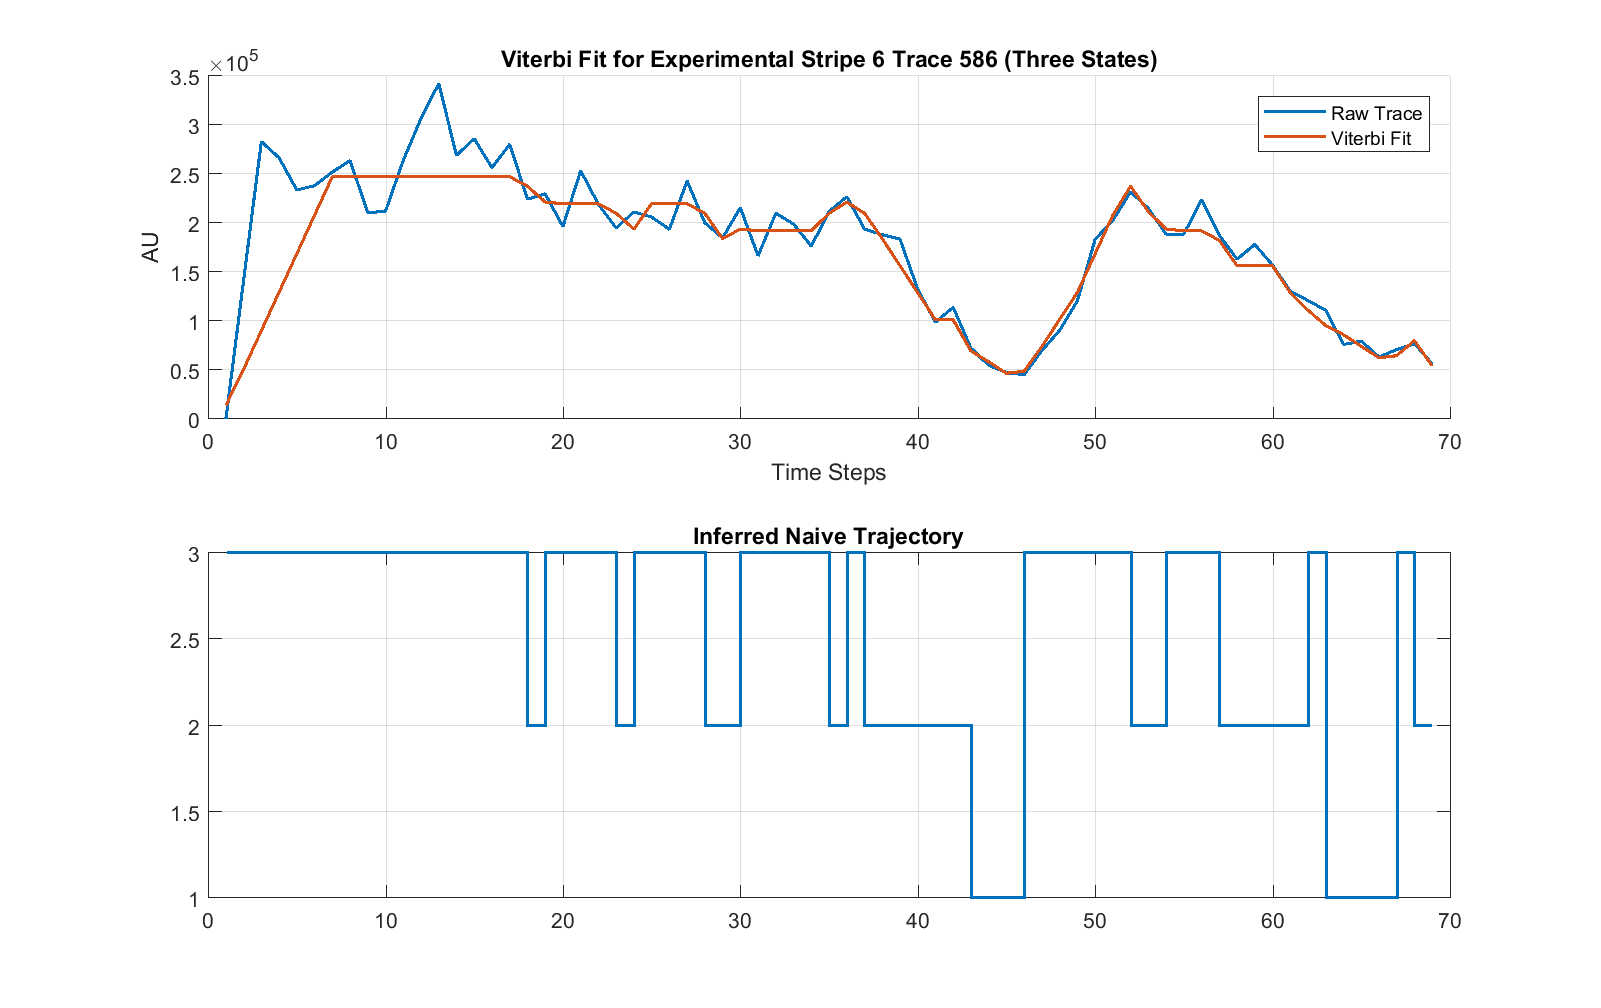 Viterbi Fit for Experimental Stripe 6 Trace 586 (Three States)
×10^5
3.5
3
2.5
2
1.5
1
0.5
0
AU
Raw Trace
Viterbi Fit
0 10 20 30 40 50 60 70
Time Steps
Inferred Naive Trajectory
3
2.5
2
1.5
1
0 10 20 30 40 50 60 70